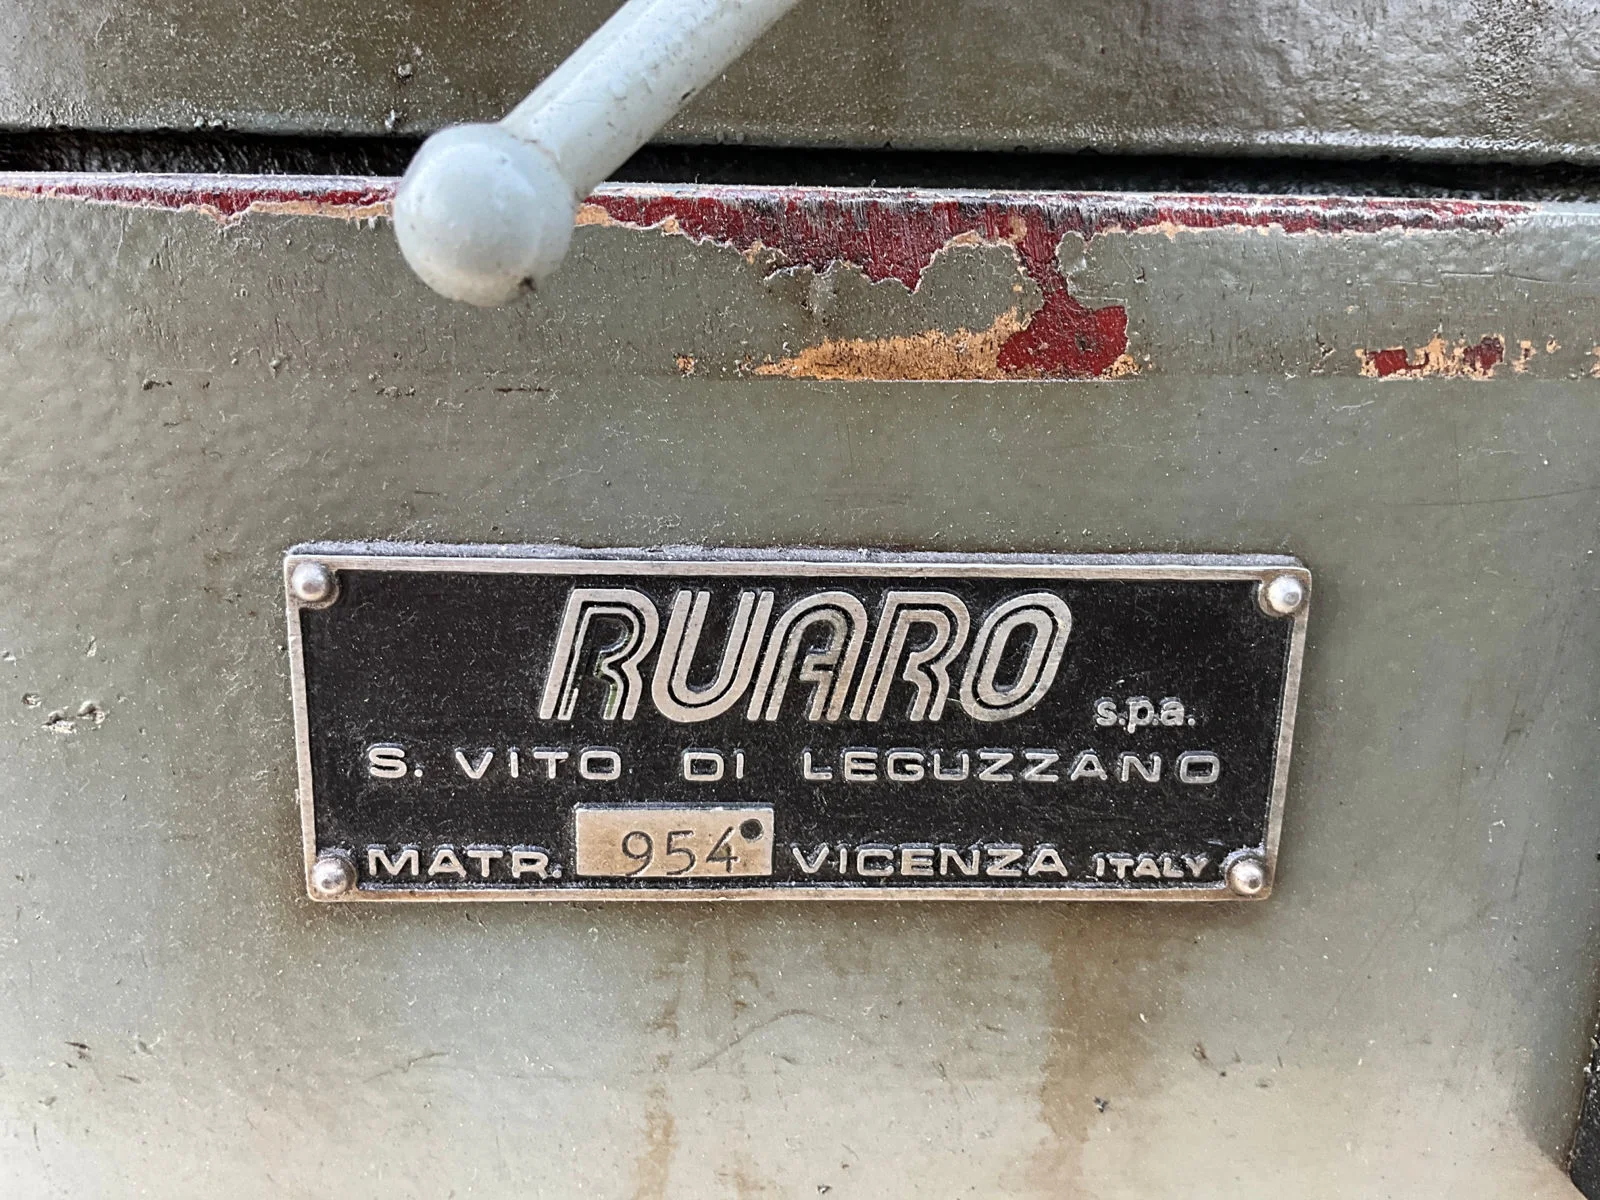 RUARO s.p.a.
S. VITO DI LEGUZZANO
MATR. 954 VICENZA ITALY